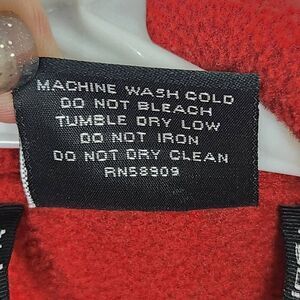 MACHINE WASH COLD
DO NOT BLEACH
TUMBLE DRY LOW
DO NOT IRON
DO NOT DRY CLEAN
RN58909